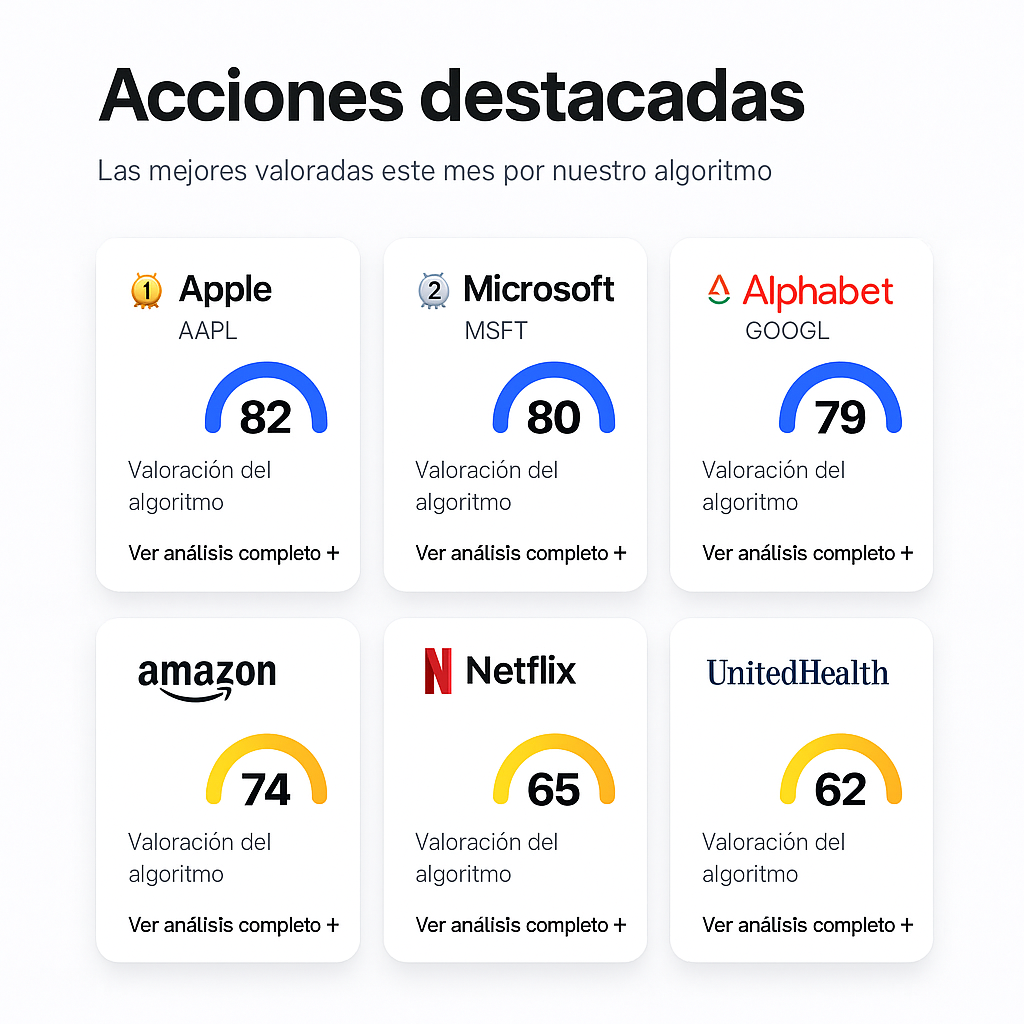 Acciones destacadas
Las mejores valoradas este mes por nuestro algoritmo
1 Apple
AAPL
82
Valoración del
algoritmo
Ver análisis completo +
2 Microsoft
MSFT
80
Valoración del
algoritmo
Ver análisis completo +
Alphabet
GOOGL
79
Valoración del
algoritmo
Ver análisis completo +
amazon
74
Valoración del
algoritmo
Ver análisis completo +
N Netflix
65
Valoración del
algoritmo
Ver análisis completo +
UnitedHealth
62
Valoración del
algoritmo
Ver análisis completo +